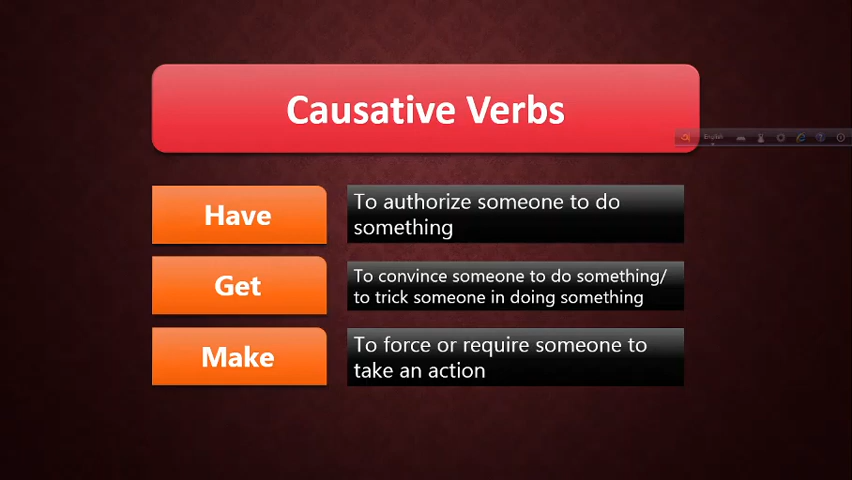 Causative Verbs
English
Have
To authorize someone to do
something
Get
To convince someone to do something/
to trick someone in doing something
Make
To force or require someone to
take an action